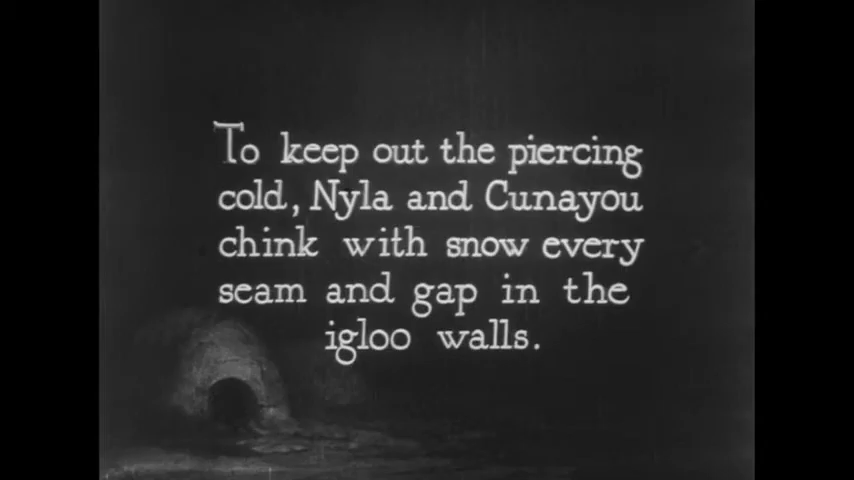 To keep out the piercing
cold, Nyla and Cunayou
chink with snow every
seam and gap in the
igloo walls.